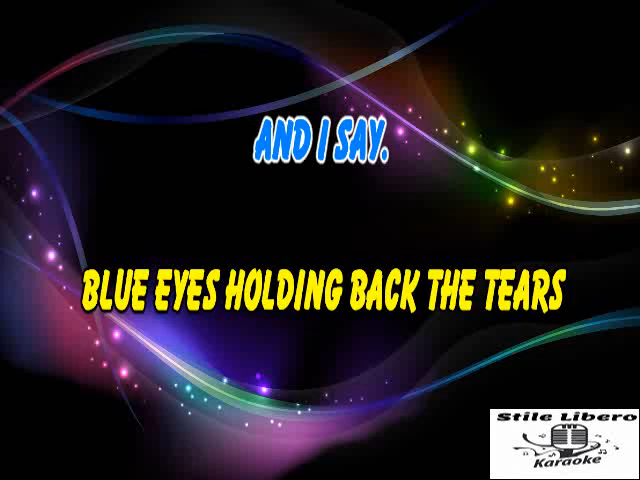 AND I SAY.
BLUE EYES HOLDING BACK THE TEARS
Stile Libero
Karaoke